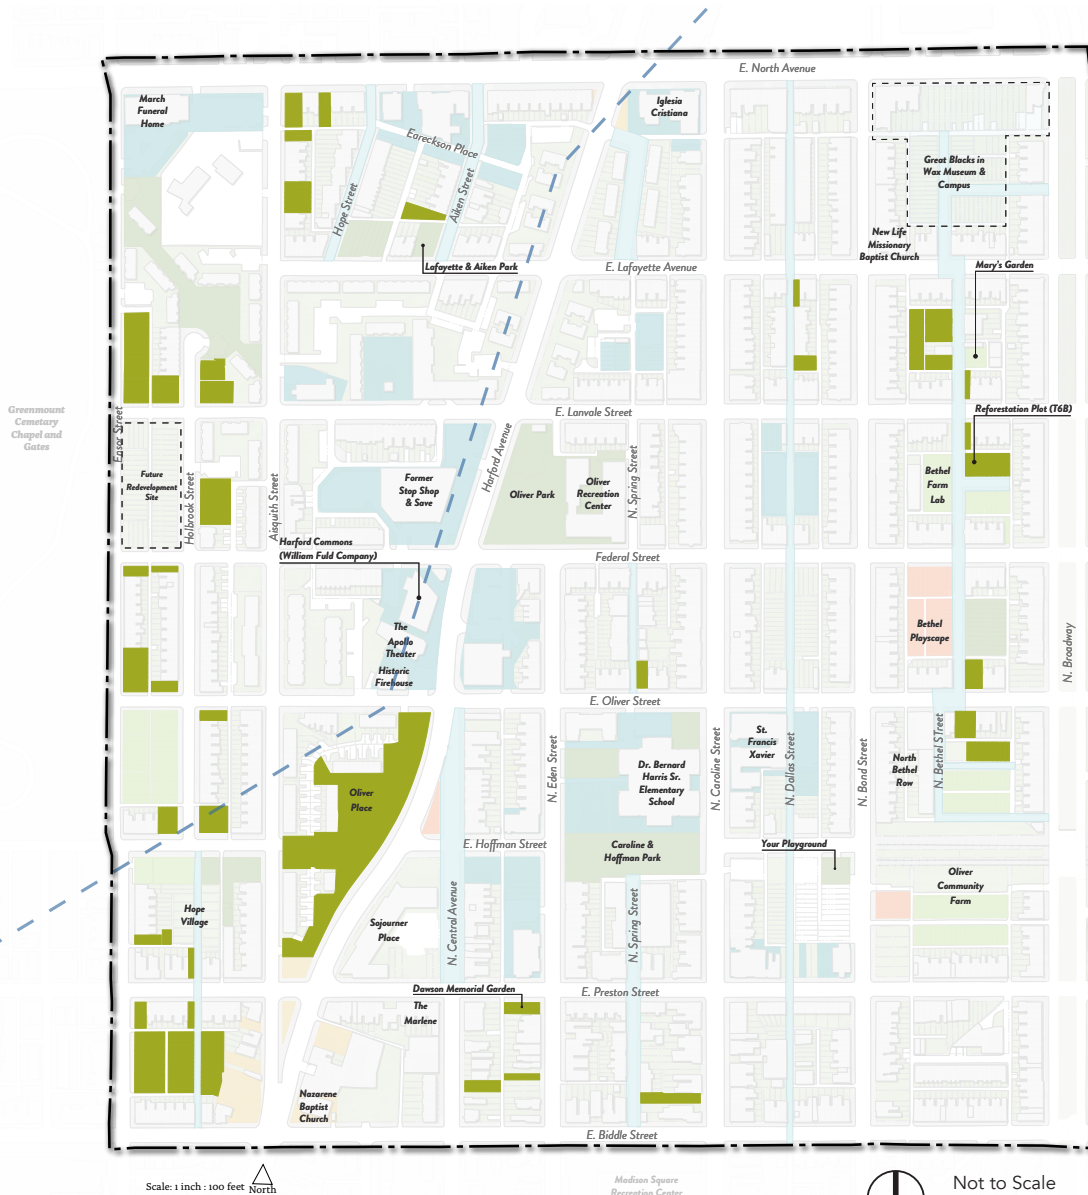 E. North Avenue
March
Funeral
Home
Iglesia
Cristiana
Eareckson Place
Great Blacks in
Wax Museum &
Campus
Hope Street
Aiken Street
New Life
Missionary
Baptist Church
Lafayette & Aiken Park
E. Lafayette Avenue
Mary's Garden
Greenmount
Cemetary
Chapel and
Gates
Ensor Street
E. Lanvale Street
Reforestation Plot (T6B)
Future
Redevelopment
Site
Holbrook Street
Aisquith Street
Former
Stop Shop
& Save
Harford Avenue
Oliver Park
Oliver
Recreation
Center
N. Spring Street
Bethel
Farm
Lab
Harford Commons
(William Fuld Company)
Federal Street
The
Apollo
Theater
Historic
Firehouse
Bethel
Playscape
N. Broadway
E. Oliver Street
Oliver
Place
N. Eden Street
Dr. Bernard
Harris Sr.
Elementary
School
N. Caroline Street
St.
Francis
Xavier
N. Dallas Street
N. Bond Street
North
Bethel
Row
N. Bethel STreet
E. Hoffman Street
Caroline &
Hoffman Park
Your Playground
Oliver
Community
Farm
Hope
Village
Sojourner
Place
N. Central Avenue
N. Spring Street
Dawson Memorial Garden
E. Preston Street
The
Marlene
Nazarene
Baptist
Church
E. Biddle Street
Scale: 1 inch : 100 feet
North
Madison Square
Recreation Center
Not to Scale